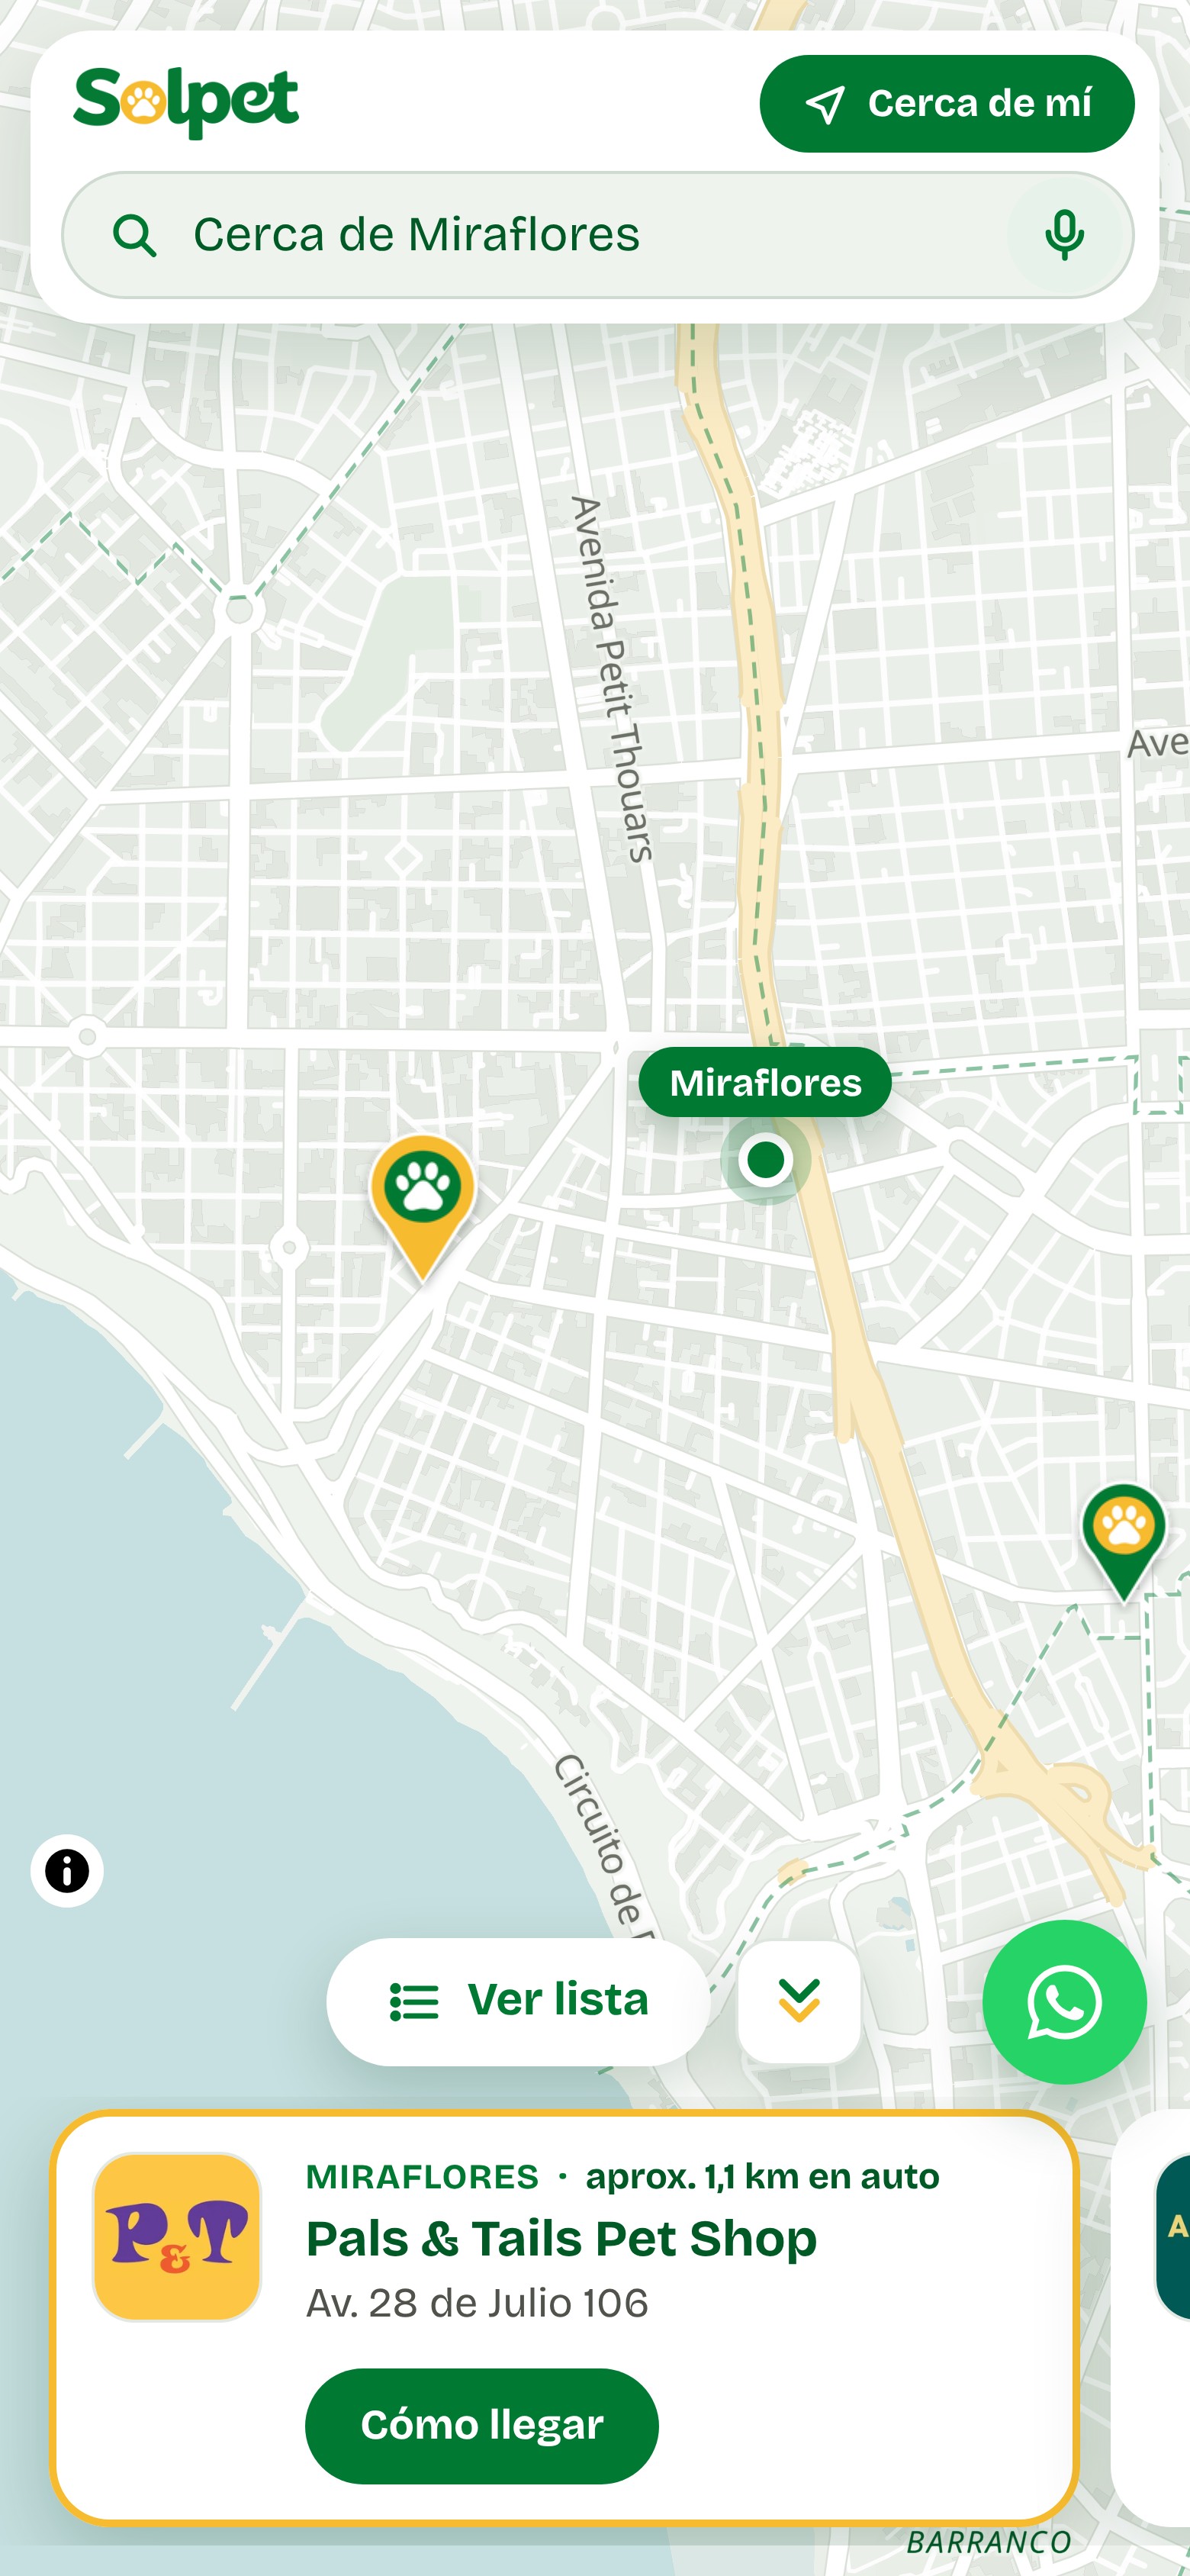 Solpet
Cerca de mí
Cerca de Miraflores
Avenida Petit Thouars
Ave
Miraflores
Circuito de
Ver lista
MIRAFLORES · aprox. 1,1 km en auto
Pals & Tails Pet Shop
Av. 28 de Julio 106
P&T
A
Cómo llegar
BARRANCO